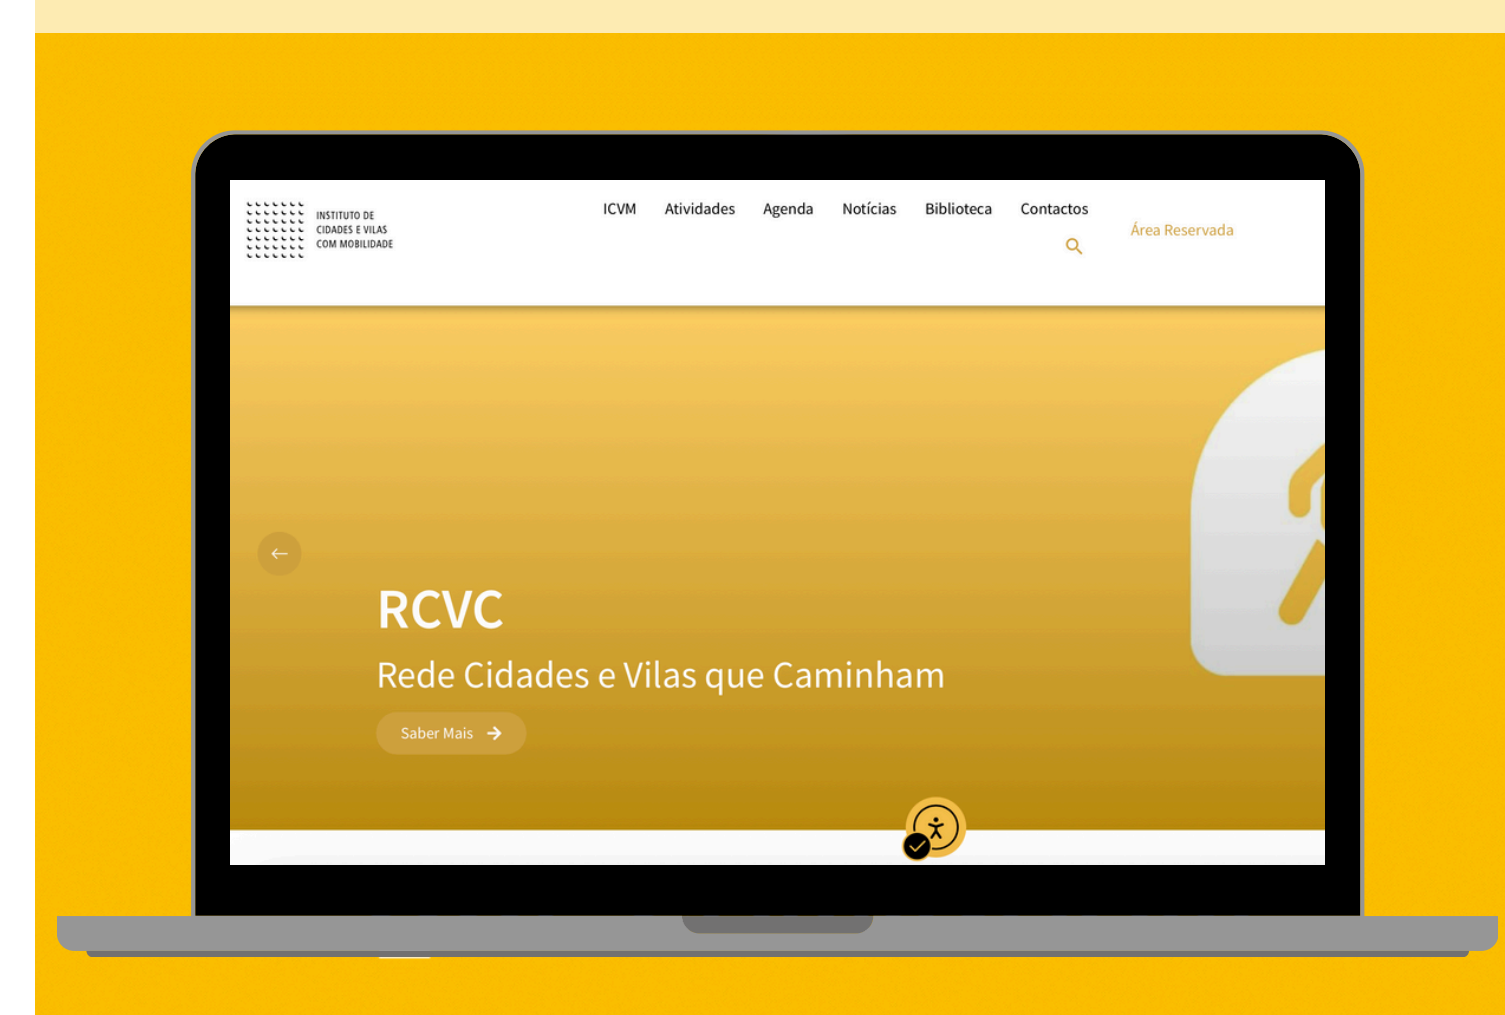 INSTITUTO DE
CIDADES E VILAS
COM MOBILIDADE
ICVM Atividades Agenda Notícias Biblioteca Contactos
Área Reservada
RCVC
Rede Cidades e Vilas que Caminham
Saber Mais